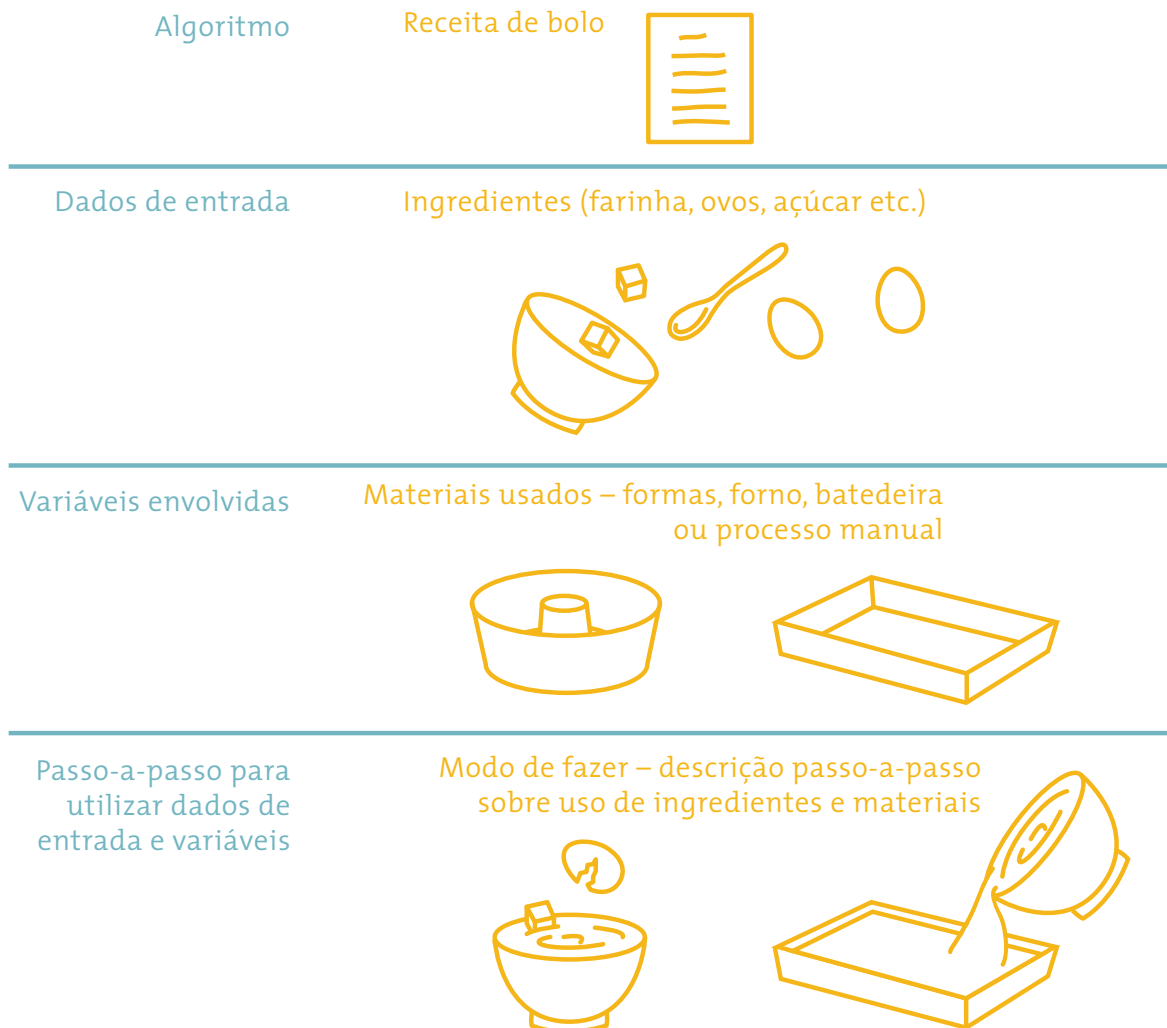 Algoritmo
Receita de bolo
Dados de entrada
Ingredientes (farinha, ovos, açúcar etc.)
Variáveis envolvidas
Materiais usados – formas, forno, batedeira
ou processo manual
Passo-a-passo para
utilizar dados de
entrada e variáveis
Modo de fazer – descrição passo-a-passo
sobre uso de ingredientes e materiais